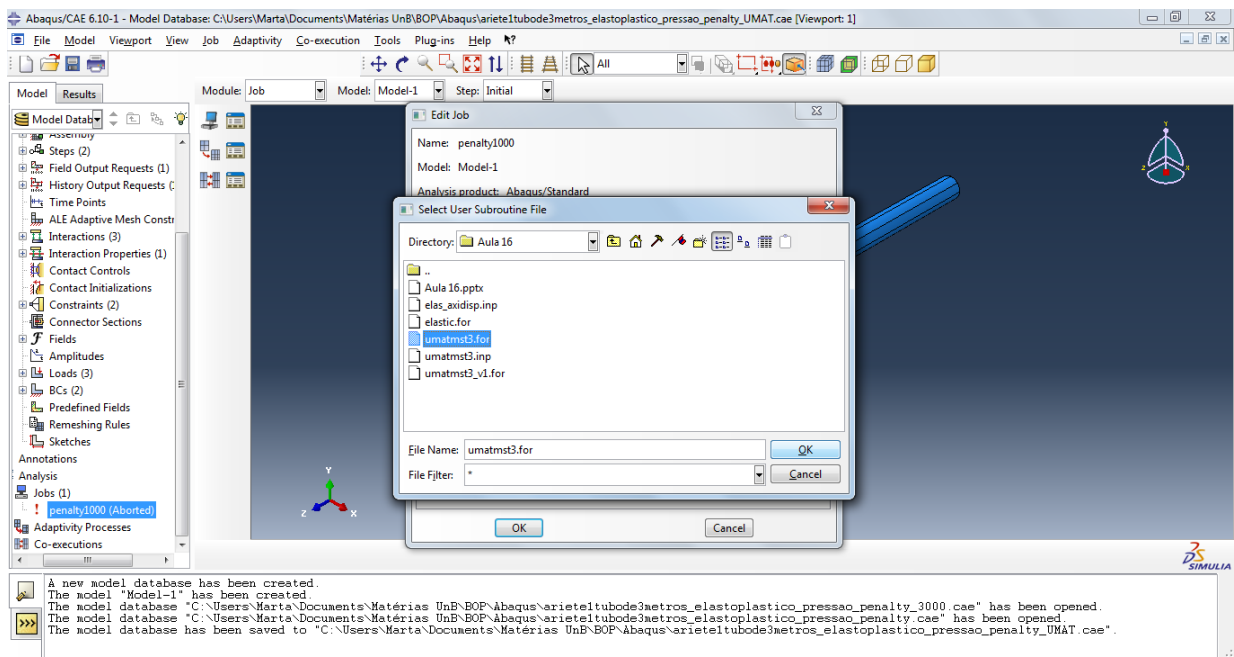 Abaqus/CAE 6.10-1 - Model Database: C:\Users\Marta\Documents\Matérias UnB\BOP\Abaqus\ariete1tubode3metros_elastoplastico_pressao_penalty_UMAT.cae [Viewport: 1]
File Model Viewport View Job Adaptivity Co-execution Tools Plug-ins Help
All
Model Results
Module: Job Model: Model-1 Step: Initial
Model Datab
Assembly
Steps (2)
Field Output Requests (1)
History Output Requests (
Time Points
ALE Adaptive Mesh Constr
Interactions (3)
Interaction Properties (1)
Contact Controls
Contact Initializations
Constraints (2)
Connector Sections
Fields
Amplitudes
Loads (3)
BCs (2)
Predefined Fields
Remeshing Rules
Sketches
Annotations
Analysis
Jobs (1)
penalty1000 (Aborted)
Adaptivity Processes
Co-executions
Edit Job
Name: penalty1000
Model: Model-1
Analysis product: Abaqus/Standard
Select User Subroutine File
Directory: Aula 16
..
Aula 16.pptx
elas_axidisp.inp
elastic.for
umatmst3.for
umatmst3.inp
umatmst3_v1.for
File Name: umatmst3.for OK
File Filter: * Cancel
OK Cancel
Y
Z X
Y
Z X
SIMULIA
A new model database has been created.
The model "Model-1" has been created.
The model database "C:\Users\Marta\Documents\Matérias UnB\BOP\Abaqus\ariete1tubode3metros_elastoplastico_pressao_penalty_3000.cae" has been opened.
The model database "C:\Users\Marta\Documents\Matérias UnB\BOP\Abaqus\ariete1tubode3metros_elastoplastico_pressao_penalty.cae" has been opened.
The model database has been saved to "C:\Users\Marta\Documents\Matérias UnB\BOP\Abaqus\ariete1tubode3metros_elastoplastico_pressao_penalty_UMAT.cae".
>>>